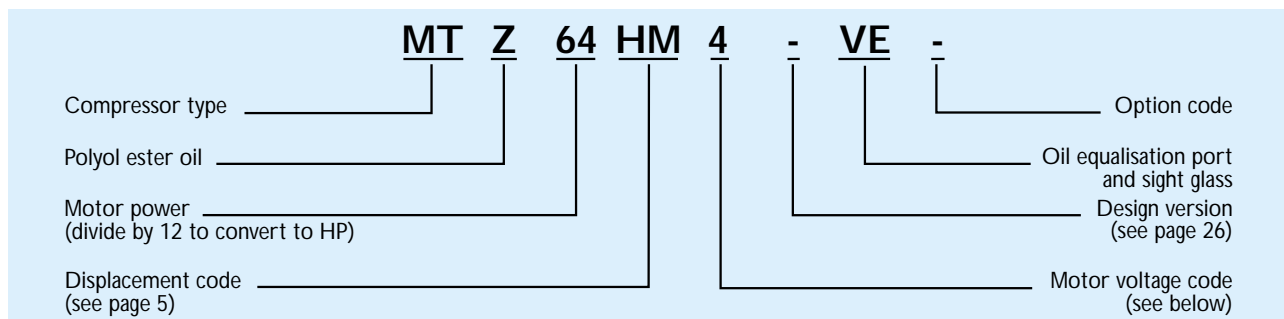 MT Z 64 HM 4 - VE -
Compressor type
Option code
Polyol ester oil
Oil equalisation port
and sight glass
Motor power
(divide by 12 to convert to HP)
Design version
(see page 26)
Displacement code
(see page 5)
Motor voltage code
(see below)